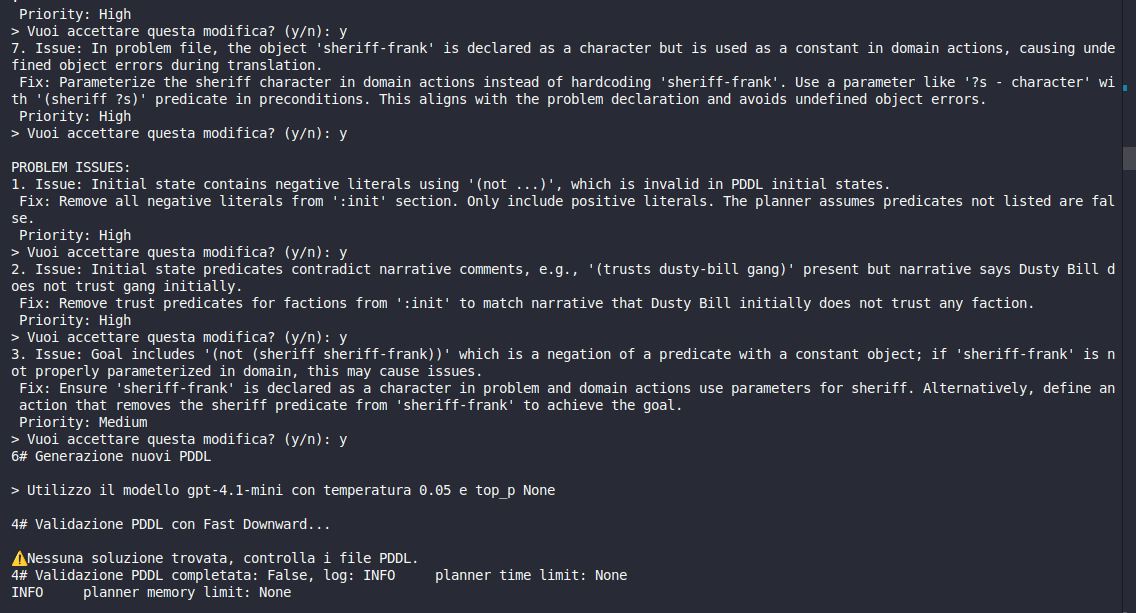 Priority: High
> Vuoi accettare questa modifica? (y/n): y
7. Issue: In problem file, the object 'sheriff-frank' is declared as a character but is used as a constant in domain actions, causing unde
fined object errors during translation.
Fix: Parameterize the sheriff character in domain actions instead of hardcoding 'sheriff-frank'. Use a parameter like '?s - character' wi
th '(sheriff ?s)' predicate in preconditions. This aligns with the problem declaration and avoids undefined object errors.
Priority: High
> Vuoi accettare questa modifica? (y/n): y
PROBLEM ISSUES:
1. Issue: Initial state contains negative literals using '(not ...)', which is invalid in PDDL initial states.
Fix: Remove all negative literals from ':init' section. Only include positive literals. The planner assumes predicates not listed are fal
se.
Priority: High
> Vuoi accettare questa modifica? (y/n): y
2. Issue: Initial state predicates contradict narrative comments, e.g., '(trusts dusty-bill gang)' present but narrative says Dusty Bill d
oes not trust gang initially.
Fix: Remove trust predicates for factions from ':init' to match narrative that Dusty Bill initially does not trust any faction.
Priority: High
> Vuoi accettare questa modifica? (y/n): y
3. Issue: Goal includes '(not (sheriff sheriff-frank))' which is a negation of a predicate with a constant object; if 'sheriff-frank' is n
ot properly parameterized in domain, this may cause issues.
Fix: Ensure 'sheriff-frank' is declared as a character in problem and domain actions use parameters for sheriff. Alternatively, define an
action that removes the sheriff predicate from 'sheriff-frank' to achieve the goal.
Priority: Medium
> Vuoi accettare questa modifica? (y/n): y
6# Generazione nuovi PDDL
> Utilizzo il modello gpt-4.1-mini con temperatura 0.05 e top_p None
4# Validazione PDDL con Fast Downward...
⚠️Nessuna soluzione trovata, controlla i file PDDL.
4# Validazione PDDL completata: False, log: INFO     planner time limit: None
INFO     planner memory limit: None